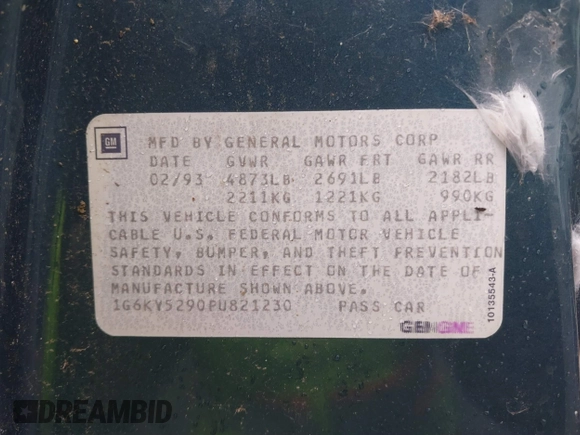 GM
MFD BY GENERAL MOTORS CORP
DATE GVWR GAWR FRT GAWR RR
02/93 4873LB 2691LB 2182LB
2211KG 1221KG 990KG
THIS VEHICLE CONFORMS TO ALL APPLI-
CABLE U.S. FEDERAL MOTOR VEHICLE
SAFETY, BUMPER, AND THEFT PREVENTION
STANDARDS IN EFFECT ON THE DATE OF
MANUFACTURE SHOWN ABOVE.
1G6KY5290PU821230 PASS CAR
10135543-A
DREAMBID